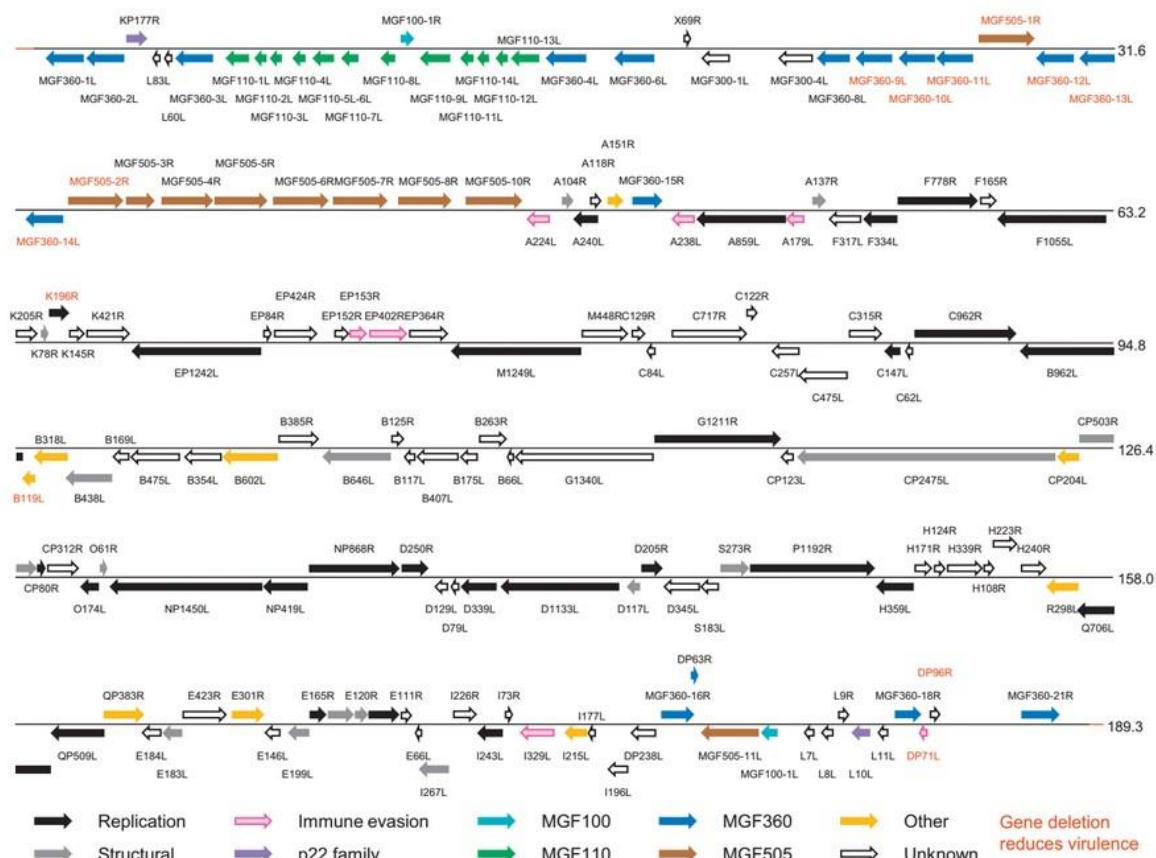 KP177R MGF100-1R MGF110-13L X69R MGF505-1R
31.6
MGF360-1L L83L MGF110-1L MGF110-4L MGF110-8L MGF110-14L MGF360-4L MGF360-6L MGF300-1L MGF300-4L MGF360-9L MGF360-11L MGF360-12L
MGF360-2L MGF360-3L MGF110-2L MGF110-5L-6L MGF110-9L MGF110-12L MGF360-8L MGF360-10L MGF360-13L
L60L MGF110-3L MGF110-7L MGF110-11L
A151R
MGF505-3R MGF505-5R A118R
MGF505-2R MGF505-4R MGF505-6R MGF505-7R MGF505-8R MGF505-10R A104R MGF360-15R A137R F778R F165R
63.2
MGF360-14L A224L A240L A238L A859L A179L F317L F334L F1055L
K196R EP424R EP153R C122R
K205R K421R EP84R EP152R EP402R EP364R M448R C129R C717R C315R C962R
94.8
K78R K145R EP1242L M1249L C84L C257L C475L C147L C62L B962L
B318L B169L B385R B125R B263R G1211R CP503R
126.4
B119L B438L B475L B354L B602L B646L B117L B407L B175L B66L G1340L CP123L CP2475L CP204L
H124R H223R
CP312R O61R NP868R D250R D205R S273R P1192R H171R H339R H240R
158.0
CP80R O174L NP1450L NP419L D129L D79L D339L D1133L D117L D345L S183L H359L H108R R298L Q706L
DP63R DP96R
QP383R E423R E301R E165R E120R E111R I226R I73R I177L MGF360-16R L9R MGF360-18R MGF360-21R
189.3
QP509L E184L E183L E146L E199L E66L I267L I243L I329L I215L I196L DP238L MGF505-11L MGF100-1L L7L L8L L10L L11L DP71L
Replication Immune evasion MGF100 MGF360 Other Gene deletion
Structural p22 family MGF110 MGF505 Unknown reduces virulence